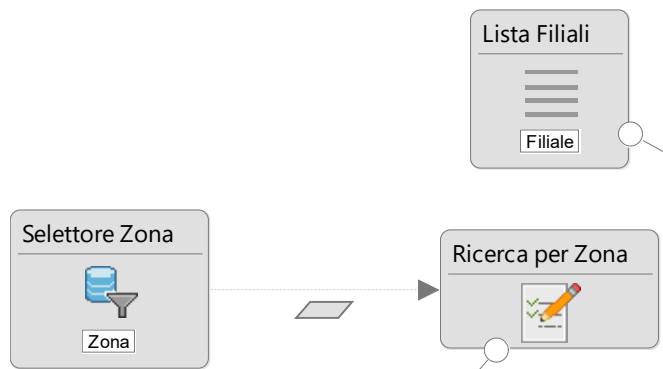 Lista Filiali
Filiale
Selettore Zona
Zona
Ricerca per Zona